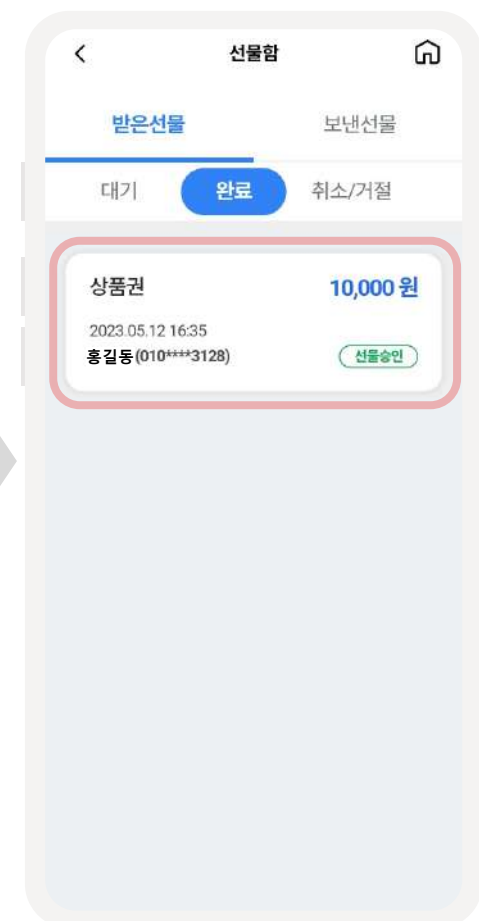 선물함
받은선물 보낸선물
대기 완료 취소/거절
상품권 10,000 원
2023.05.12 16:35
홍길동(010****3128) 선물승인